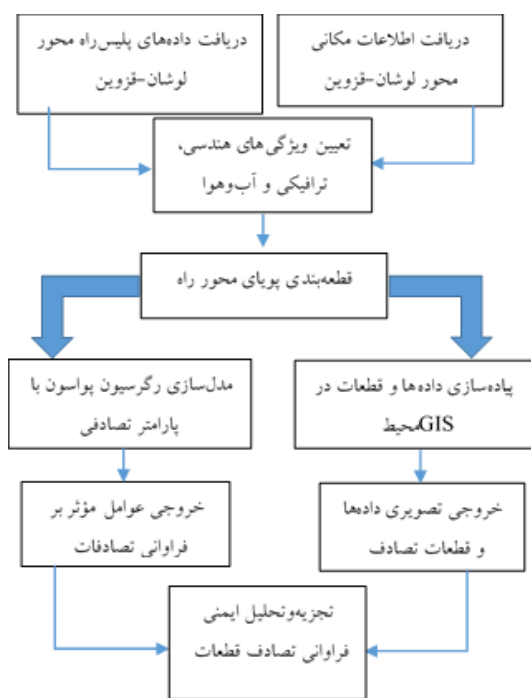 دریافت اطلاعات مکانی
محور لوشان-قزوین
دریافت داده‌های پلیس‌راه محور
لوشان-قزوین
تعیین ویژگی‌های هندسی،
ترافیکی و آب‌وهوا
قطعه‌بندی پویای محور راه
پیاده‌سازی داده‌ها و قطعات در
محیطGIS
مدل‌سازی رگرسیون پواسون با
پارامتر تصادفی
خروجی تصویری داده‌ها
و قطعات تصادف
خروجی عوامل مؤثر بر
فراوانی تصادفات
تجزیه‌وتحلیل ایمنی
فراوانی تصادف قطعات